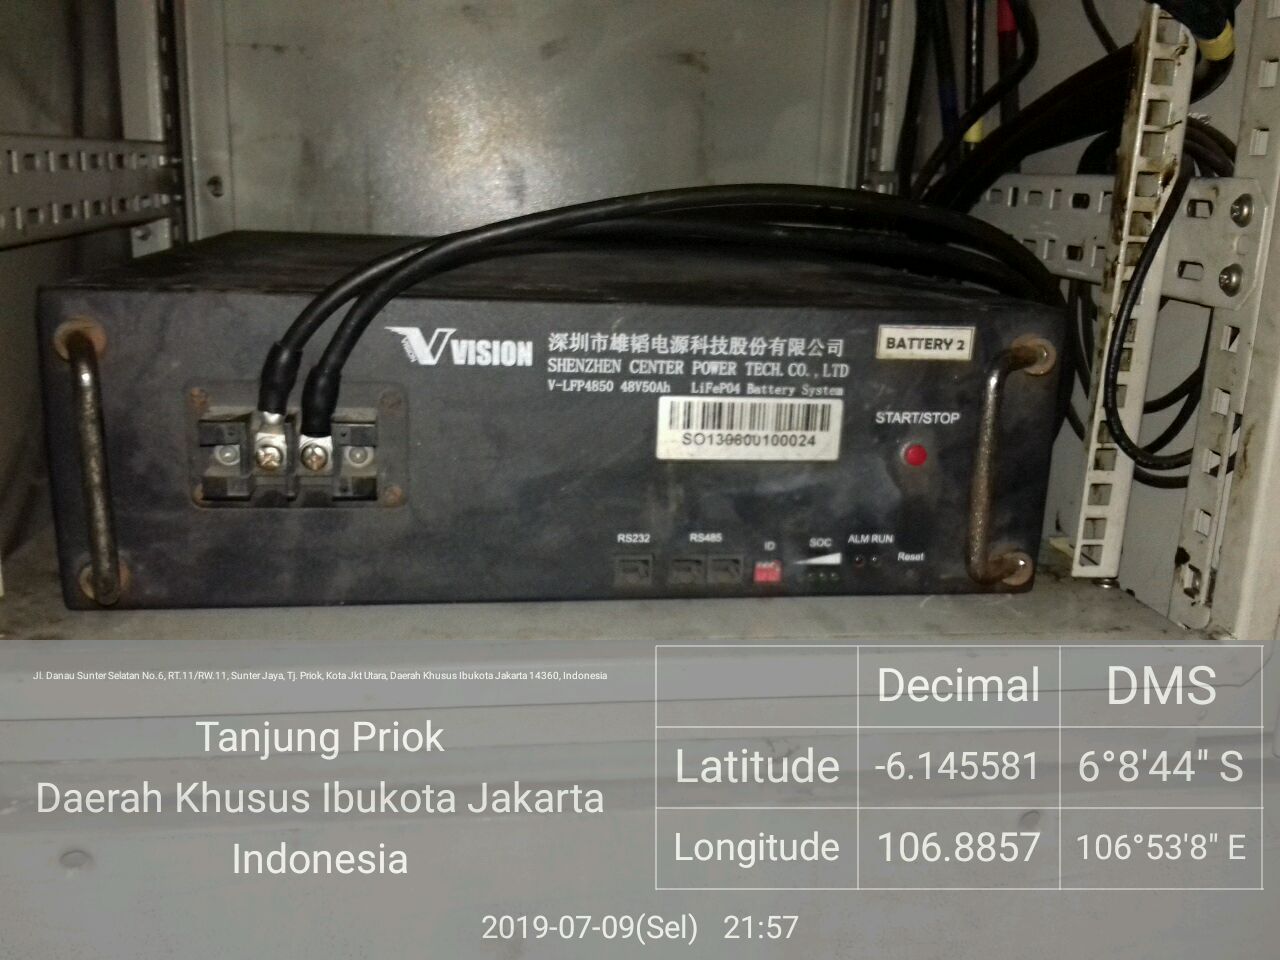 VISION
深圳市雄韬电源科技股份有限公司
SHENZHEN CENTER POWER TECH.CO.,LTD
V-LFP4850 48V50Ah LiFePO4 Battery System
BATTERY 2
SO130600100024
START/STOP
RS232 RS485 ID SOC ALM RUN
Reset
Jl. Danau Sunter Selatan No.6, RT.11/RW.11, Sunter Jaya, Tj. Priok, Kota Jkt Utara, Daerah Khusus Ibukota Jakarta 14360, Indonesia
Tanjung Priok
Daerah Khusus Ibukota Jakarta
Indonesia
Decimal DMS
Latitude -6.145581 6°8'44" S
Longitude 106.8857 106°53'8" E
2019-07-09(Sel) 21:57